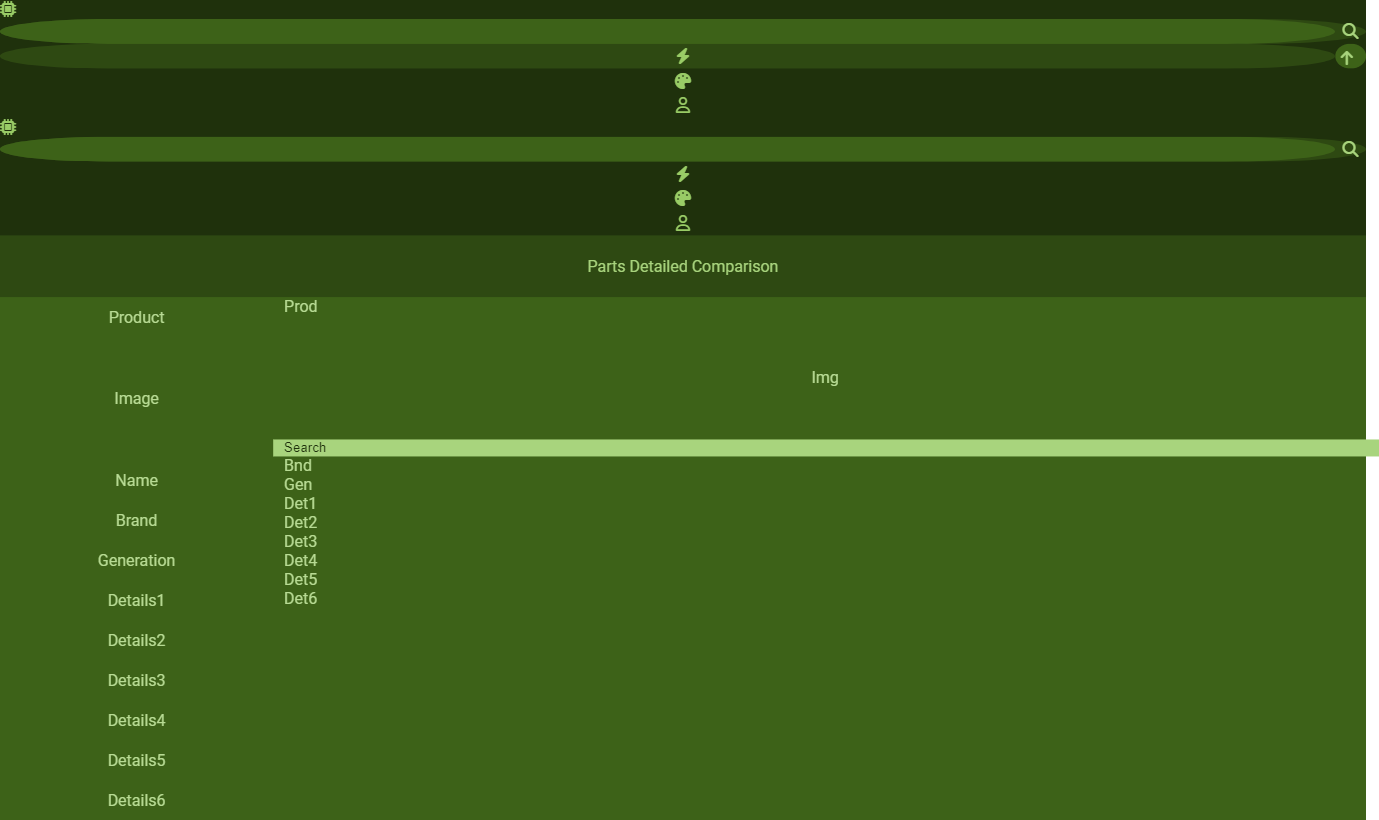 Parts Detailed Comparison
Product
Prod
Image
Img
Search
Name
Bnd
Gen
Brand
Det1
Det2
Generation
Det3
Det4
Details1
Det5
Det6
Details2
Details3
Details4
Details5
Details6